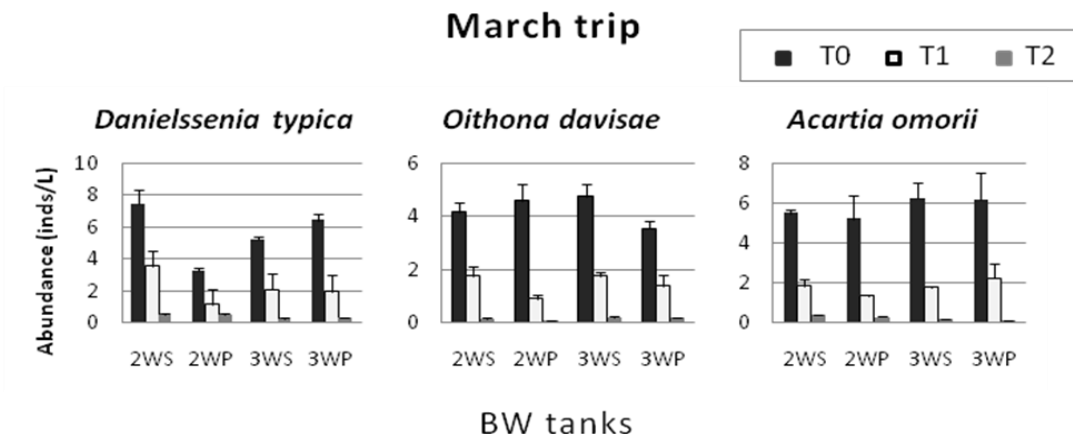 March trip
T0 T1 T2
Danielssenia typica Oithona davisae Acartia omorii
Abundance (inds/L)
10 8 6 4 2 0
6 4 2 0
8 6 4 2 0
2WS 2WP 3WS 3WP 2WS 2WP 3WS 3WP 2WS 2WP 3WS 3WP
BW tanks